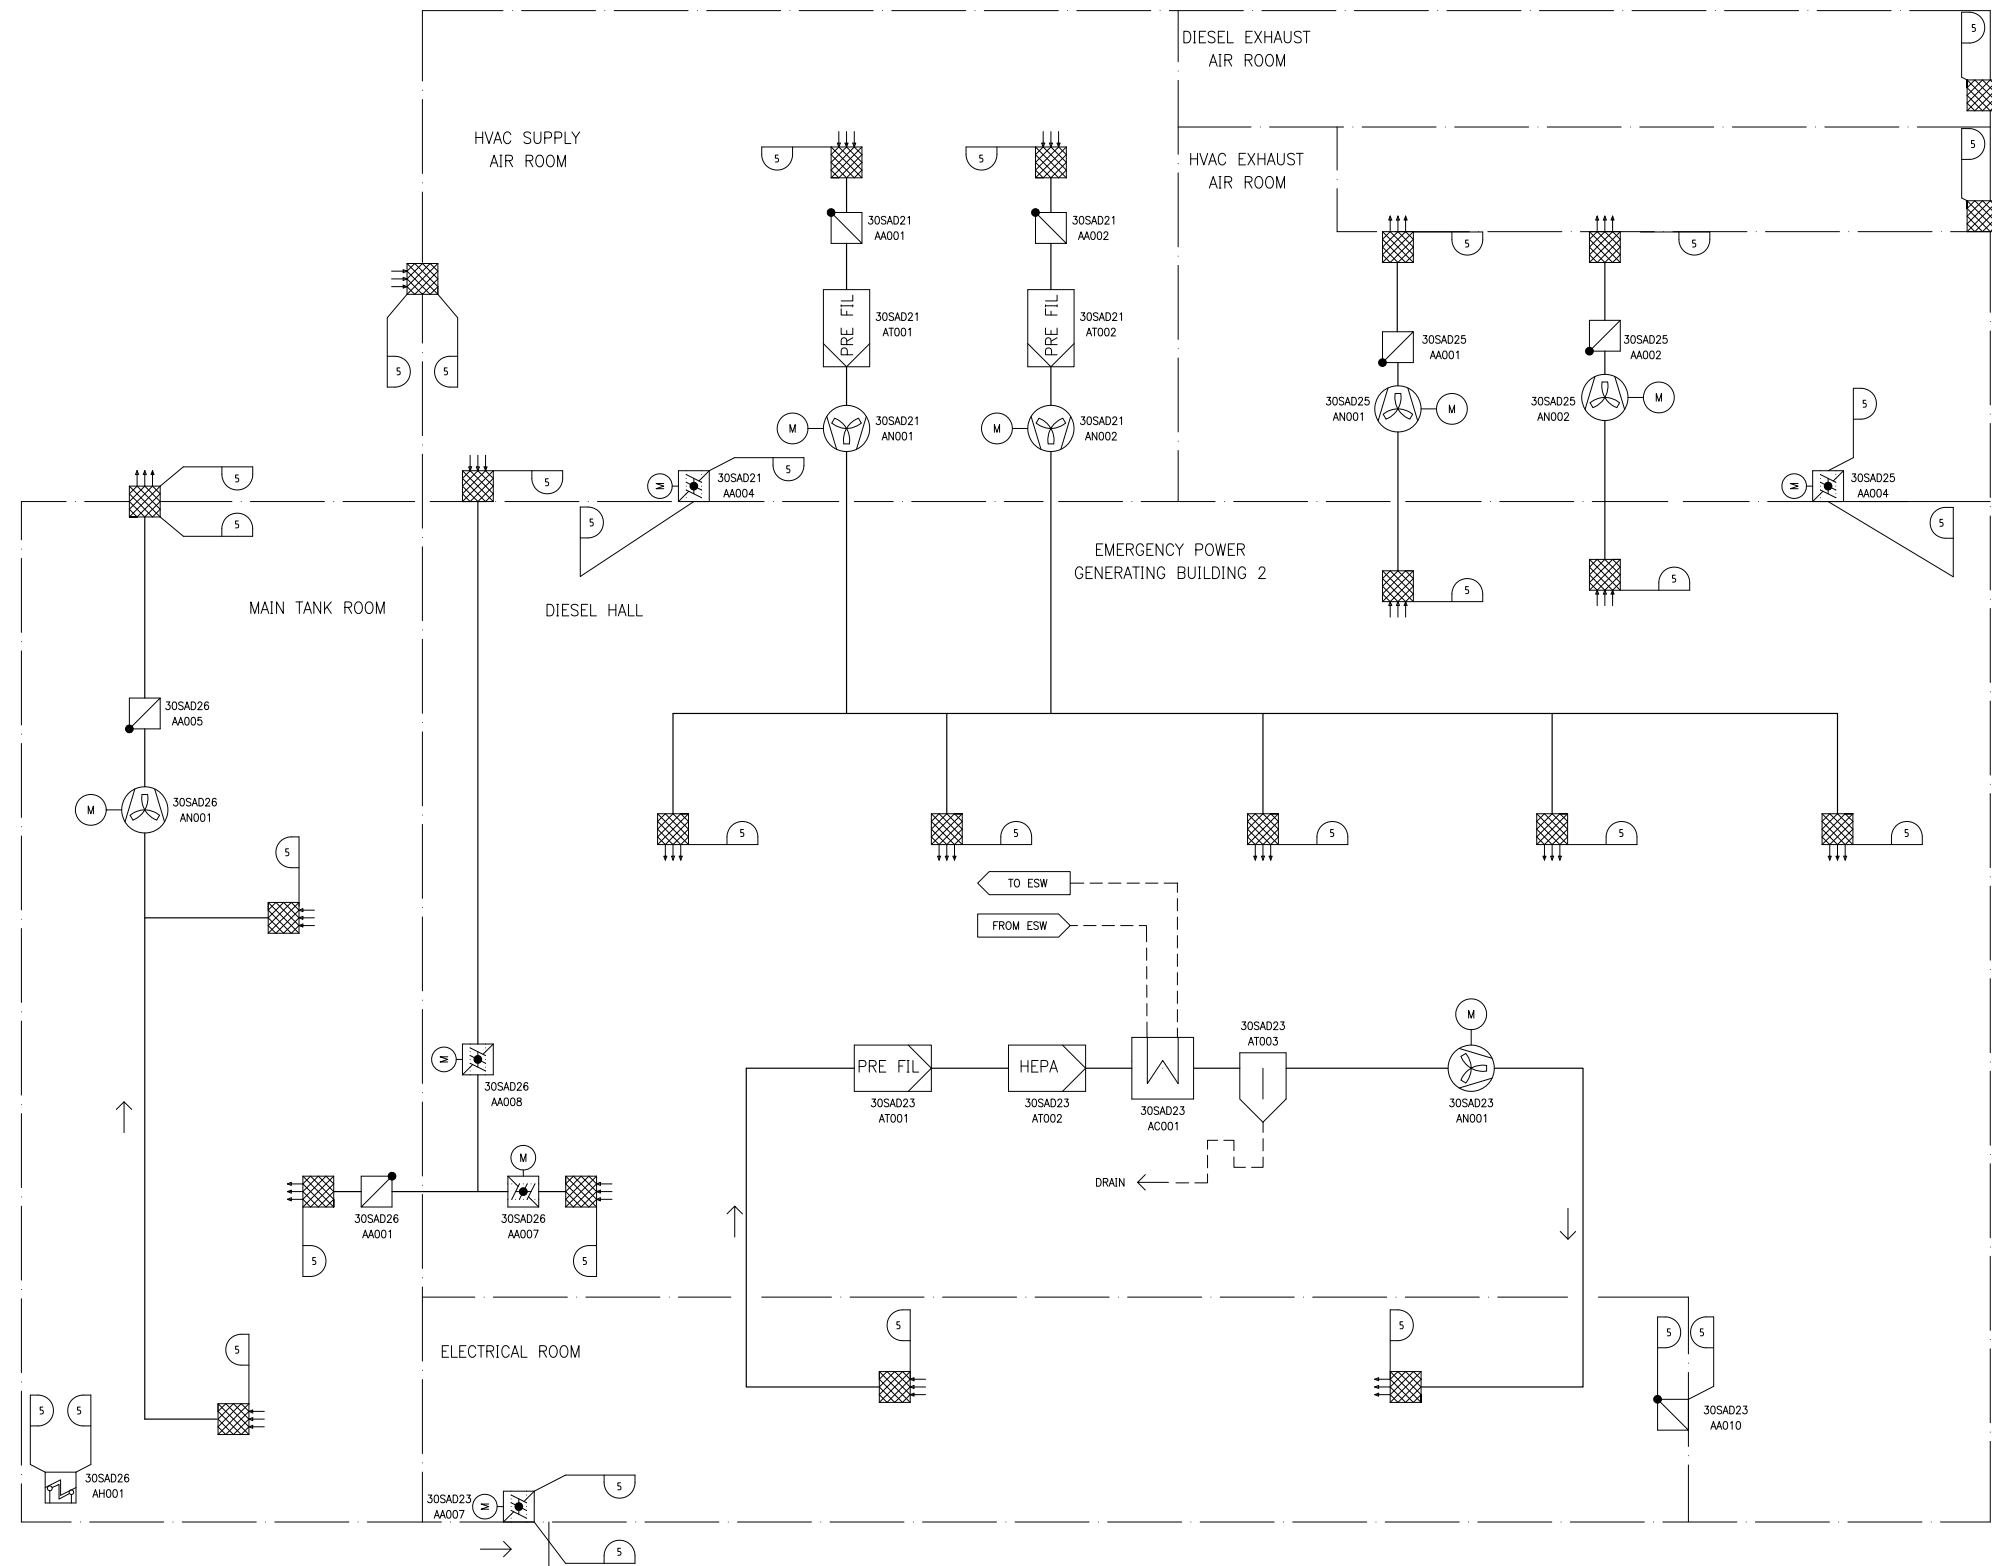 DIESEL EXHAUST
AIR ROOM
5
HVAC SUPPLY
AIR ROOM
5
5
HVAC EXHAUST
AIR ROOM
5
30SAD21
AA001
30SAD21
AA002
5
5
PRE FIL
30SAD21
AT001
PRE FIL
30SAD21
AT002
30SAD25
AA001
30SAD25
AA002
5
5
M
30SAD21
AN001
M
30SAD21
AN002
30SAD25
AN001
M
30SAD25
AN002
M
5
5
5
M
30SAD21
AA004
5
M
30SAD25
AA004
5
5
5
EMERGENCY POWER
GENERATING BUILDING 2
5
5
MAIN TANK ROOM
DIESEL HALL
30SAD26
AA005
M
30SAD26
AN001
5
5
5
5
5
5
TO ESW
FROM ESW
M
30SAD26
AA008
PRE FIL
30SAD23
AT001
HEPA
30SAD23
AT002
30SAD23
AC001
30SAD23
AT003
M
30SAD23
AN001
M
DRAIN
30SAD26
AA001
30SAD26
AA007
5
5
ELECTRICAL ROOM
5
5
5
5
5
5
5
30SAD23
AA010
30SAD26
AH001
30SAD23
AA007
M
5
5